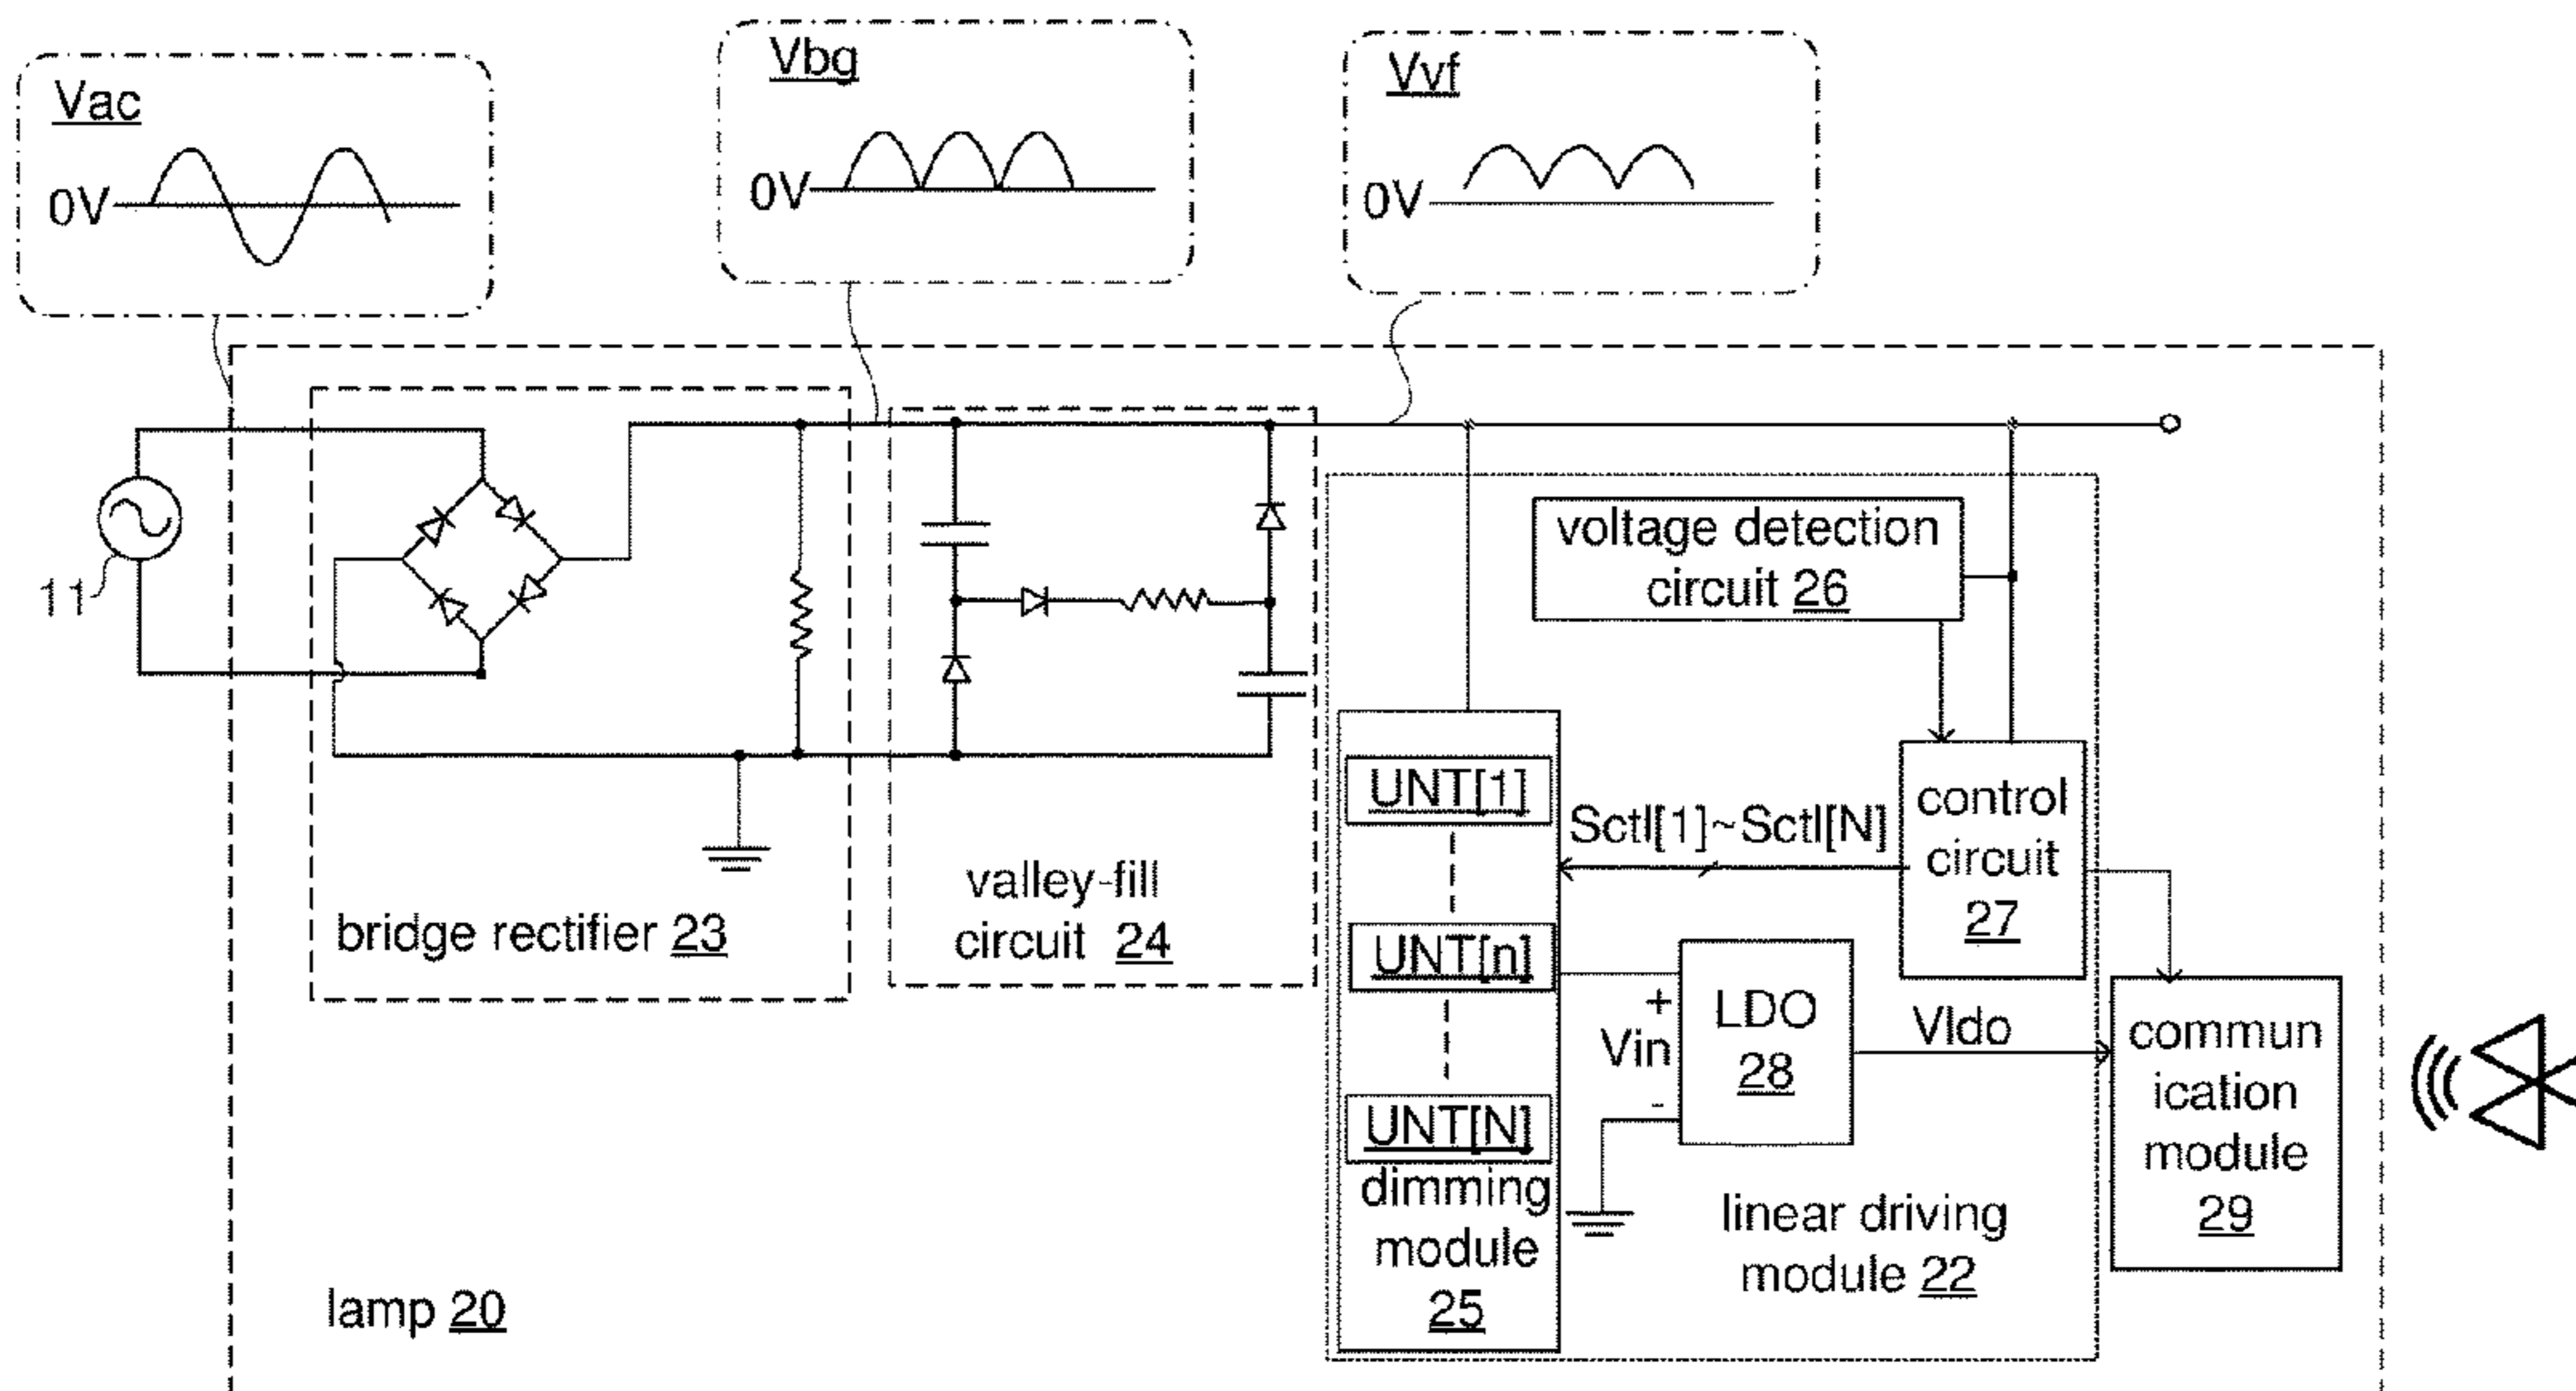 Vac
0V
Vbg
0V
Vvf
0V
11
voltage detection
circuit 26
UNT[1]
Sctl[1]~Sctl[N]
control
circuit
27
valley-fill
circuit 24
bridge rectifier 23
UNT[n]
+
Vin
-
LDO
28
Vldo
commun
ication
module
29
UNT[N]
dimming
module
25
linear driving
module 22
lamp 20